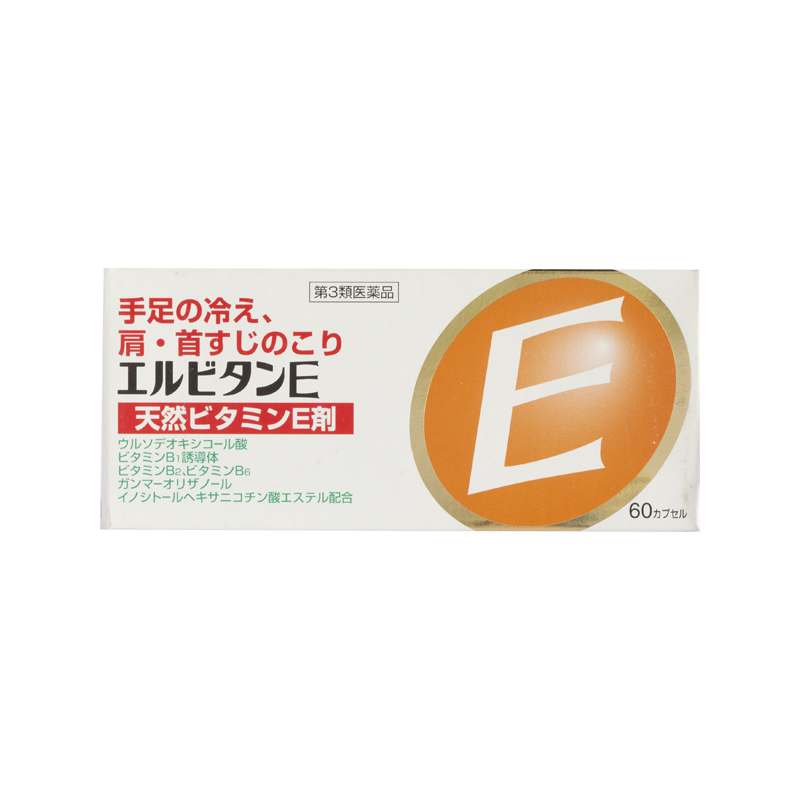 第3類医薬品
手足の冷え、
肩・首すじのこり
エルビタンE
天然ビタミンE剤
ウルソデオキシコール酸
ビタミンB1誘導体
ビタミンB2、ビタミンB6
ガンマーオリザノール
イノシトールヘキサニコチン酸エステル配合
E
60カプセル